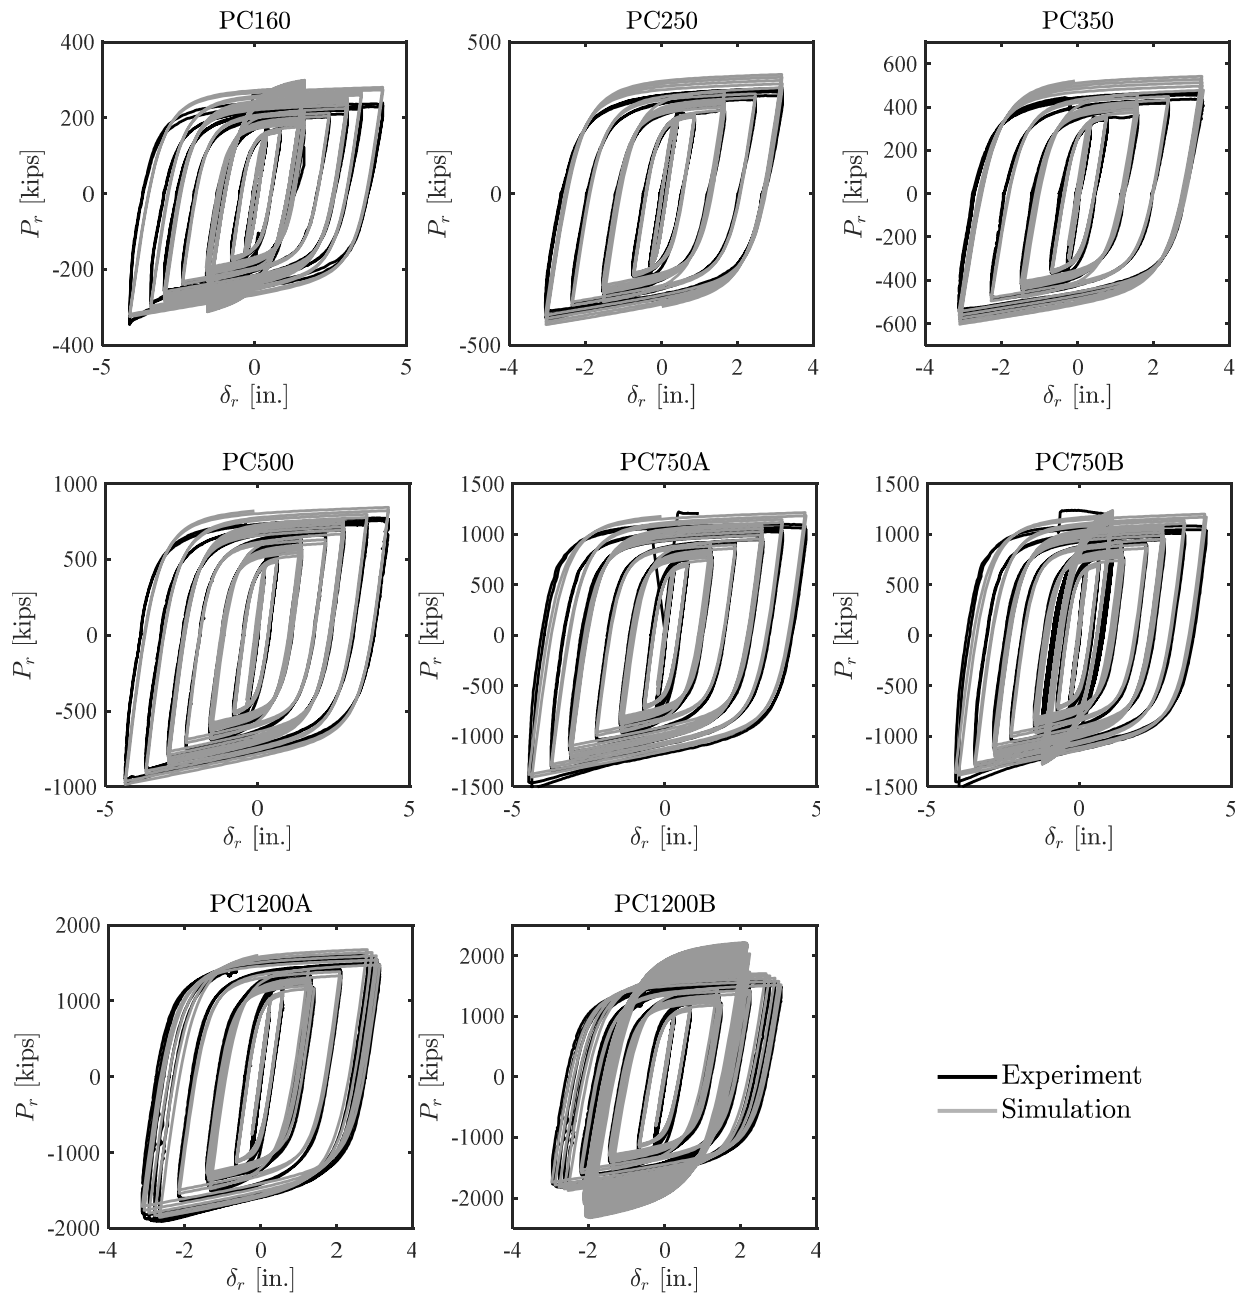 PC160
400
200
0
-200
-400
-5 0 5
P_r [kips]
δ_r [in.]
PC250
500
0
-500
-4 -2 0 2 4
P_r [kips]
δ_r [in.]
PC350
600
400
200
0
-200
-400
-600
-4 -2 0 2 4
P_r [kips]
δ_r [in.]
PC500
1000
500
0
-500
-1000
-5 0 5
P_r [kips]
δ_r [in.]
PC750A
1500
1000
500
0
-500
-1000
-1500
-5 0 5
P_r [kips]
δ_r [in.]
PC750B
1500
1000
500
0
-500
-1000
-1500
-5 0 5
P_r [kips]
δ_r [in.]
PC1200A
2000
1000
0
-1000
-2000
-4 -2 0 2 4
P_r [kips]
δ_r [in.]
PC1200B
2000
1000
0
-1000
-2000
-4 -2 0 2 4
P_r [kips]
δ_r [in.]
Experiment
Simulation